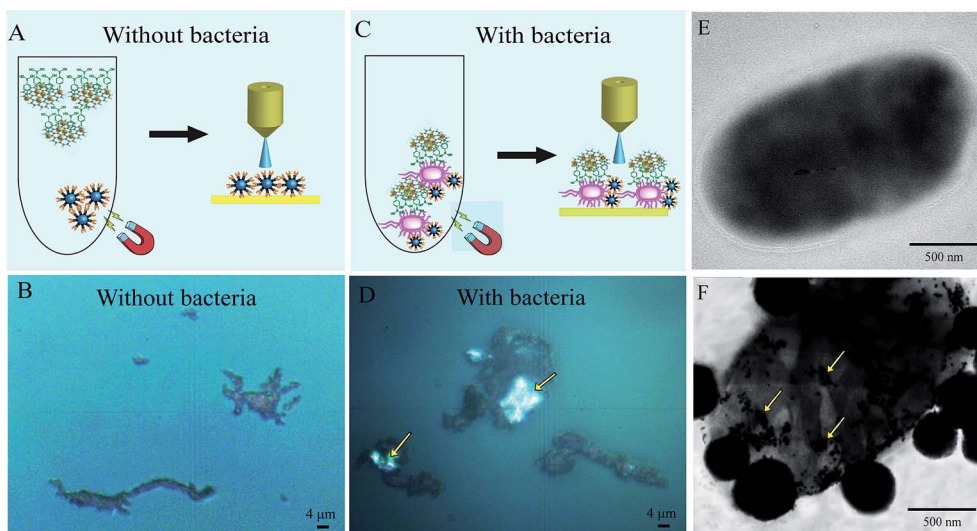 A
Without bacteria
C
With bacteria
E
500 nm
B
Without bacteria
4 μm
D
With bacteria
4 μm
F
500 nm